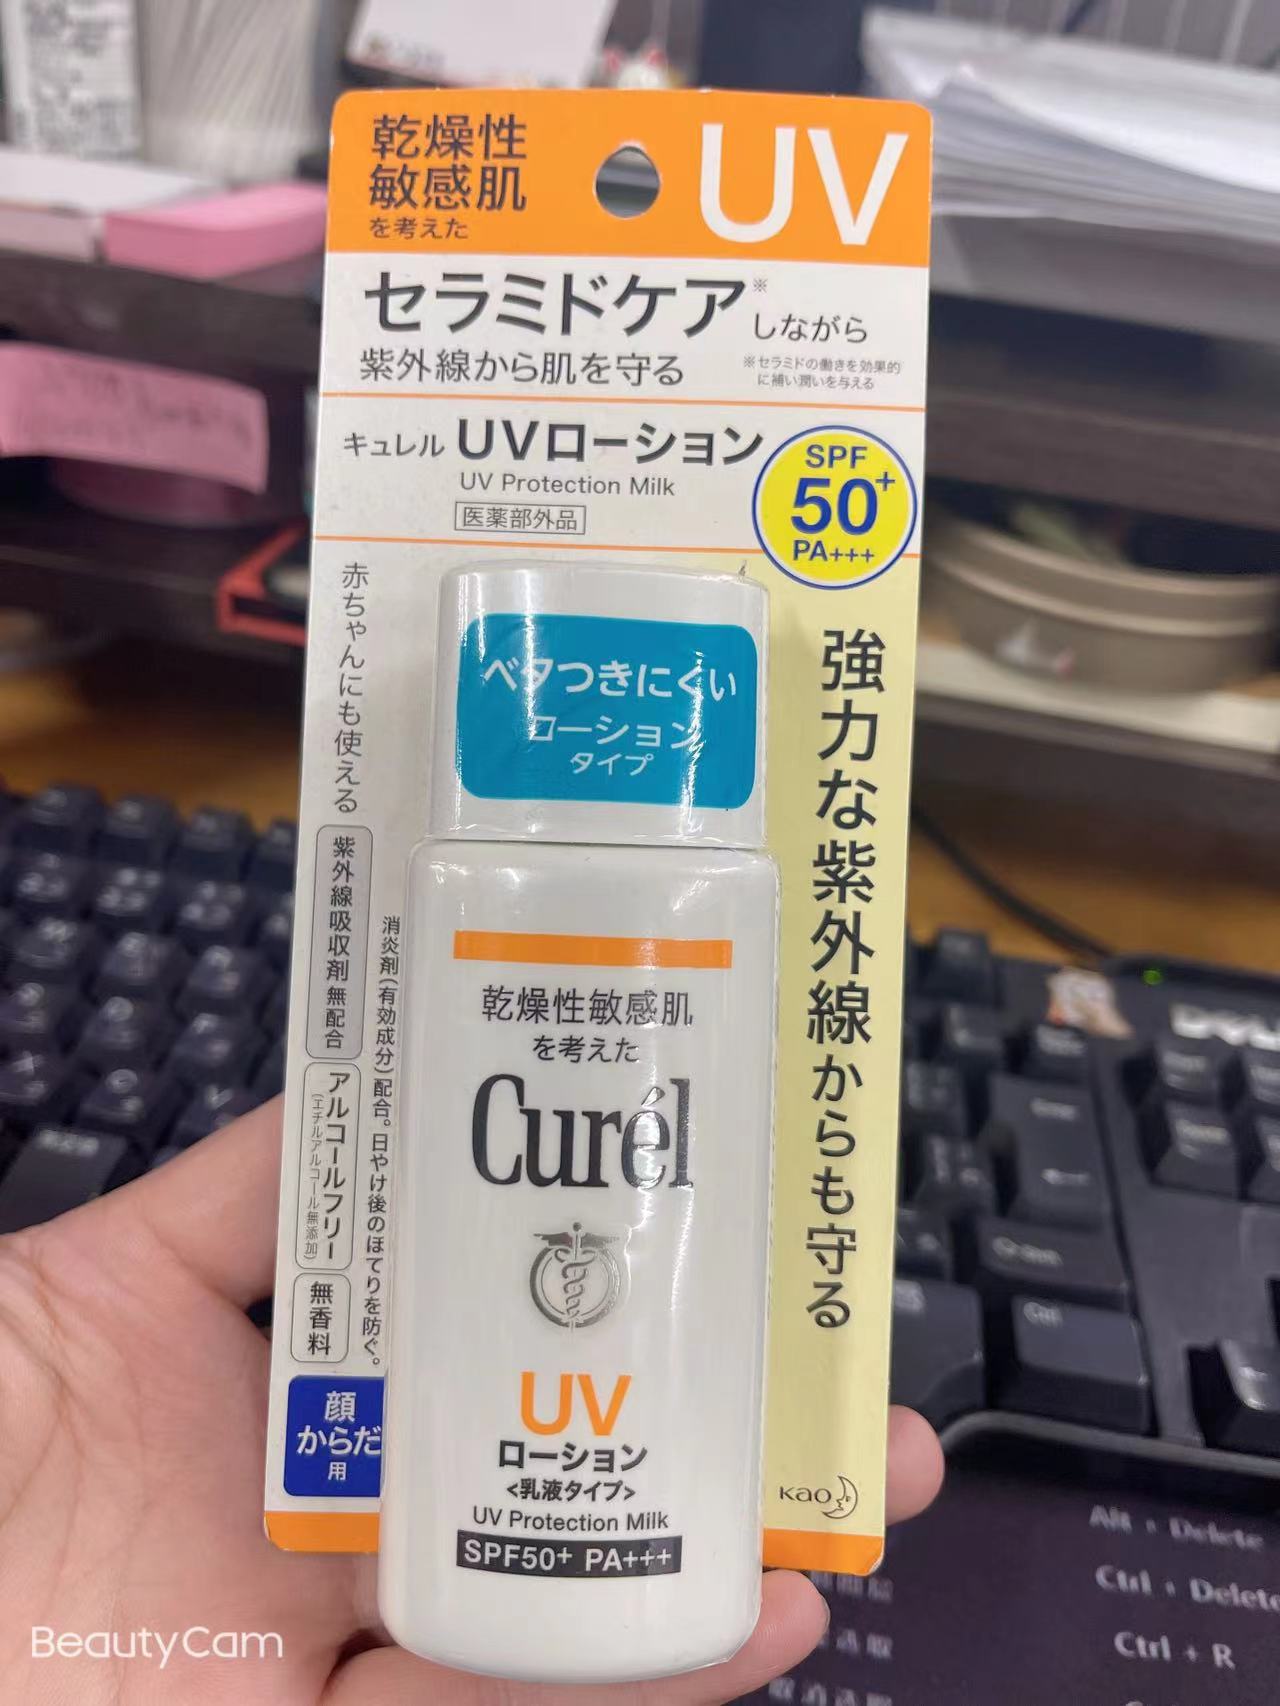 乾燥性
敏感肌
を考えた
UV
セラミドケア※
しながら
紫外線から肌を守る
※セラミドの働きを効果的
に補い潤いを与える
キュレル UVローション
UV Protection Milk
医薬部外品
SPF
50+
PA+++
赤ちゃんにも使える
紫外線吸収剤無配合
アルコールフリー
(エチルアルコール無添加)
無香料
消炎剤(有効成分)配合。日やけ後のほてりを防ぐ。
顔
からだ
用
ベタつきにくい
ローション
タイプ
強力な紫外線からも守る
乾燥性敏感肌
を考えた
Curél
UV
ローション
<乳液タイプ>
UV Protection Milk
SPF50+ PA+++
Kao
Alt + Delete
Ctrl + Delete
Ctrl + R
Ctrl
BeautyCam